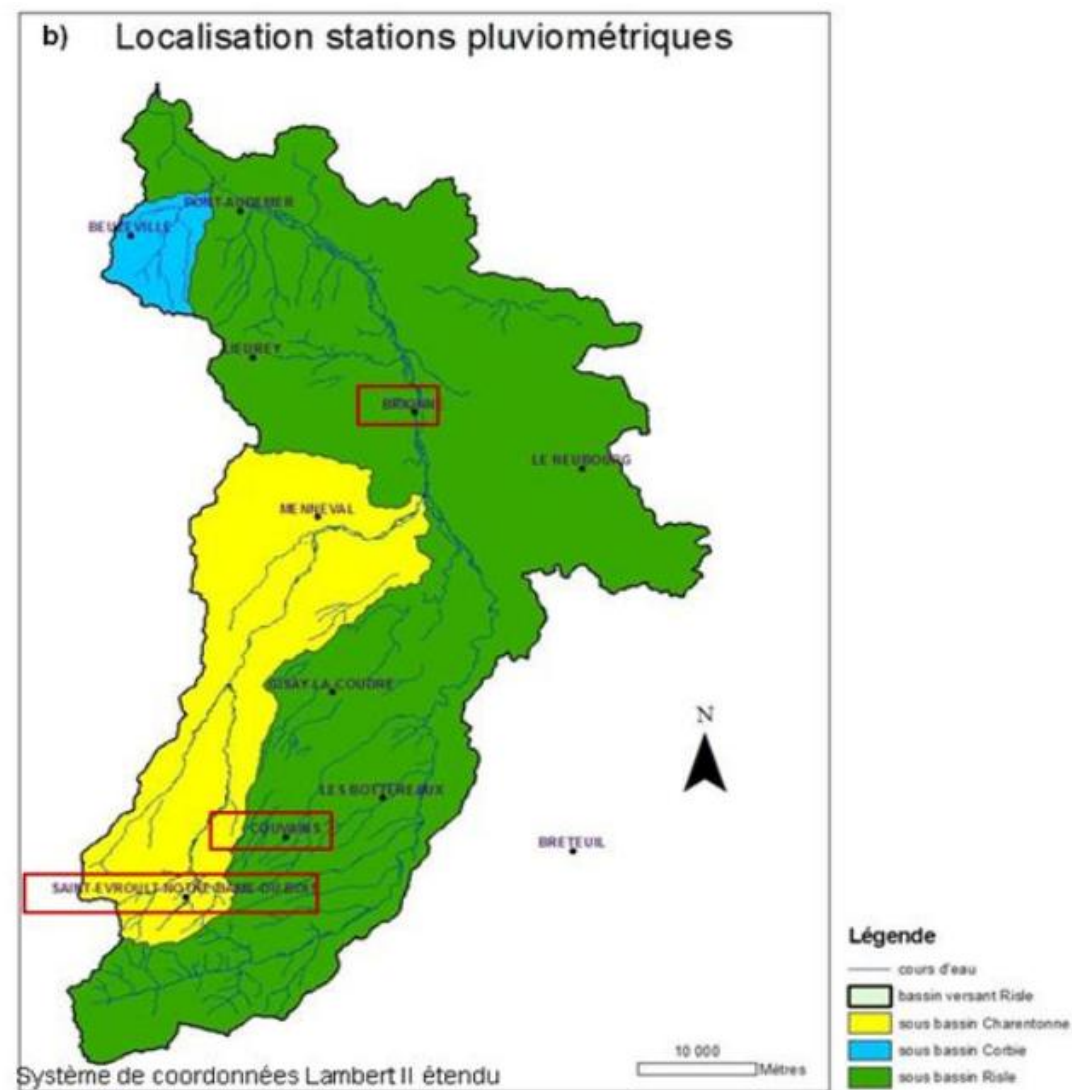 b) Localisation stations pluviométriques
PONT-AUDEMER
BEUZEVILLE
LIEUREY
BRIONNE
LE NEUBOURG
MENNEVAL
GISAY-LA-COUDRE
N
LES BOTTEREAUX
COUVAINS
BRETEUIL
SAINT-EVROULT-NOTRE-DAME-DU-BOIS
Légende
cours d'eau
bassin versant Risle
sous bassin Charentonne
sous bassin Corbie
sous bassin Risle
10 000
Mètres
Système de coordonnées Lambert II étendu